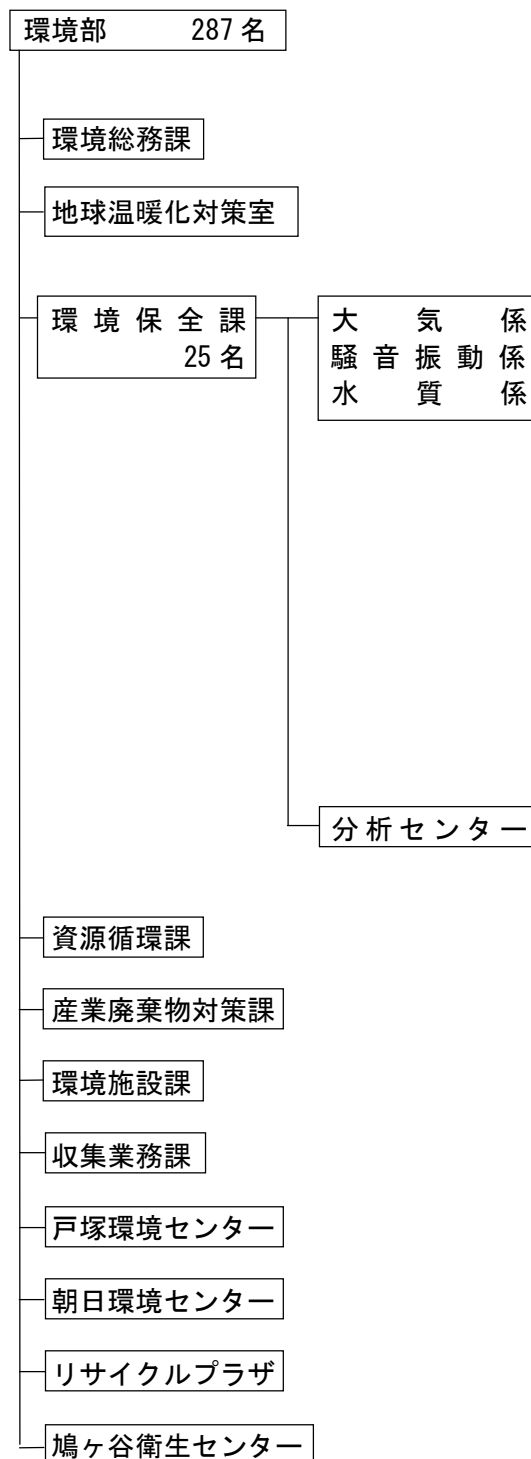 環境部 287名
環境総務課
地球温暖化対策室
環境保全課
25名
大気係
騒音振動係
水質係
分析センター
資源循環課
産業廃棄物対策課
環境施設課
収集業務課
戸塚環境センター
朝日環境センター
リサイクルプラザ
鳩ヶ谷衛生センター